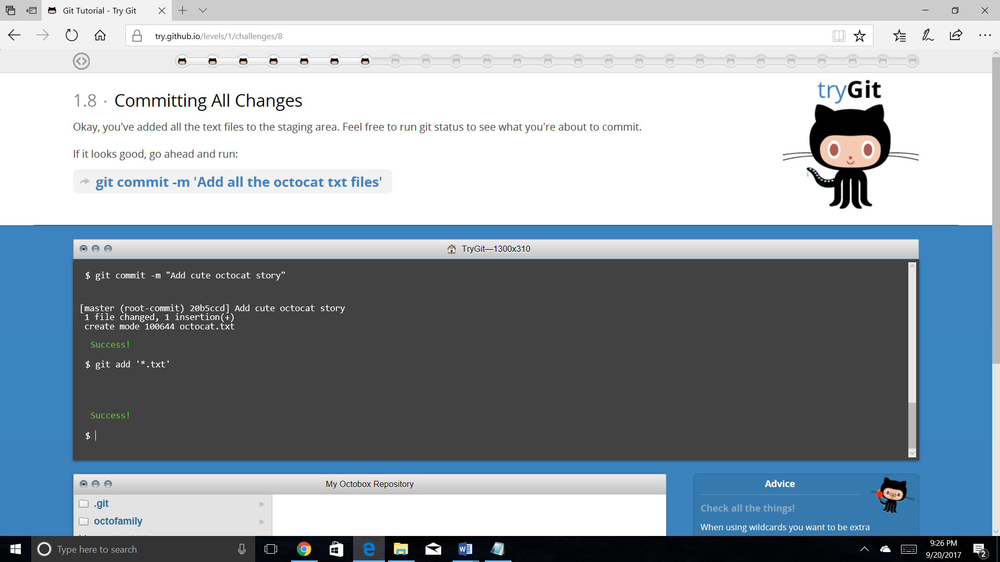 Git Tutorial - Try Git
try.github.io/levels/1/challenges/8
tryGit
1.8 · Committing All Changes
Okay, you've added all the text files to the staging area. Feel free to run git status to see what you're about to commit.
If it looks good, go ahead and run:
git commit -m 'Add all the octocat txt files'
TryGit—1300x310
$ git commit -m "Add cute octocat story"
[master (root-commit) 20b5ccd] Add cute octocat story
1 file changed, 1 insertion(+)
create mode 100644 octocat.txt
Success!
$ git add '*.txt'
Success!
$
My Octobox Repository
.git
octofamily
Advice
Check all the things!
When using wildcards you want to be extra
Type here to search
9:26 PM
9/20/2017
2